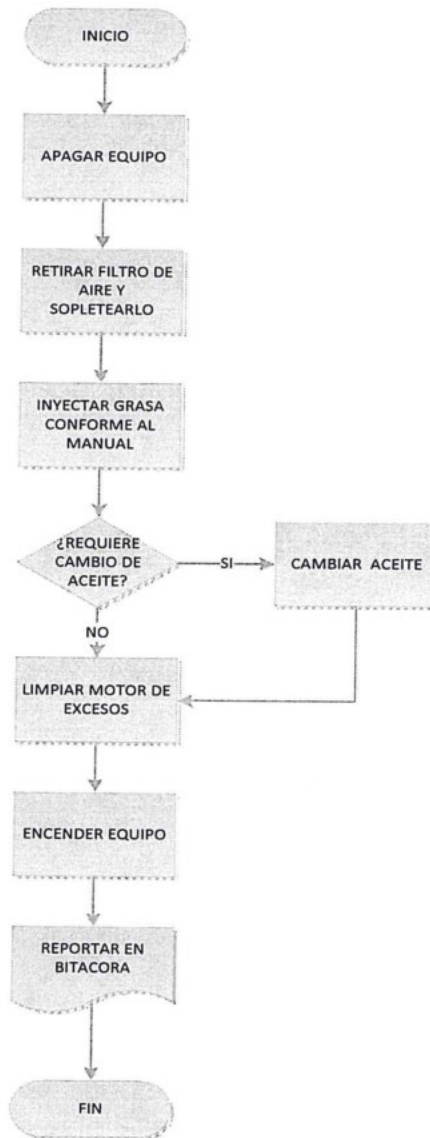 INICIO
APAGAR EQUIPO
RETIRAR FILTRO DE
AIRE Y
SOPLETEARLO
INYECTAR GRASA
CONFORME AL
MANUAL
¿REQUIERE
CAMBIO DE
ACEITE?
SI
CAMBIAR ACEITE
NO
LIMPIAR MOTOR DE
EXCESOS
ENCENDER EQUIPO
REPORTAR EN
BITACORA
FIN